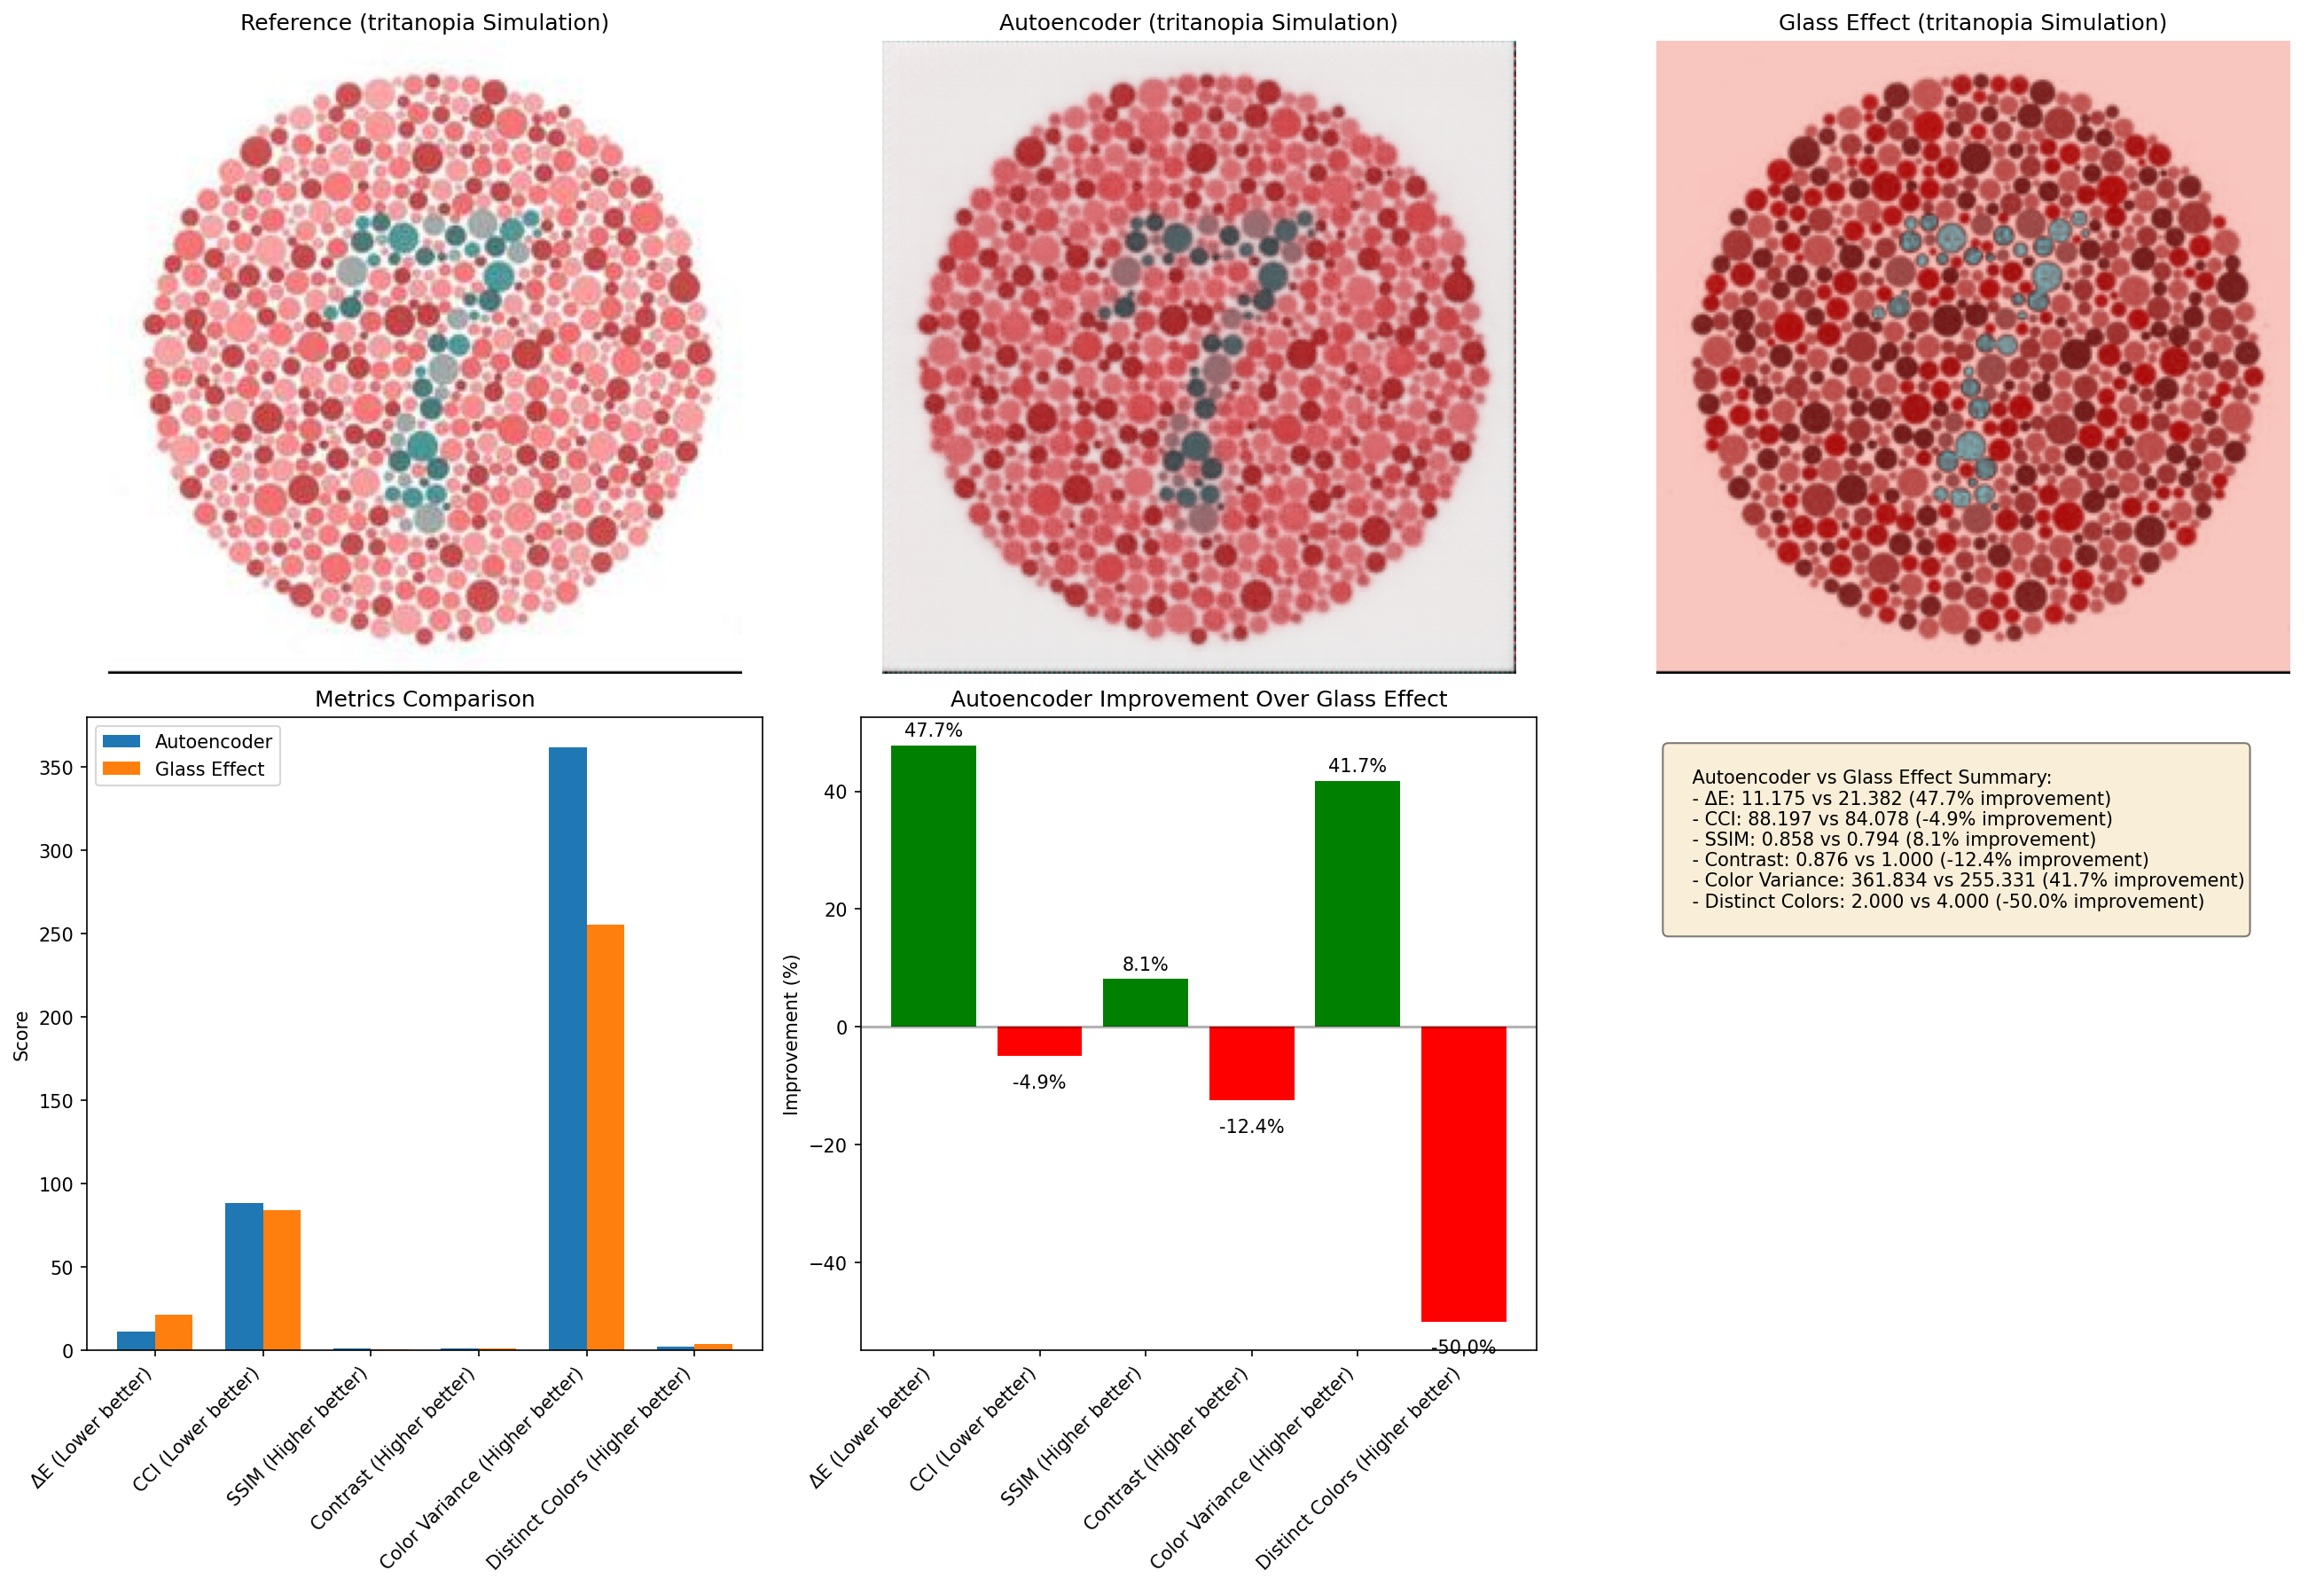 Reference (tritanopia Simulation)
Autoencoder (tritanopia Simulation)
Glass Effect (tritanopia Simulation)
7
7
7
Metrics Comparison
Autoencoder
Glass Effect
Score
350
300
250
200
150
100
50
0
ΔE (Lower better)
CCI (Lower better)
SSIM (Higher better)
Contrast (Higher better)
Color Variance (Higher better)
Distinct Colors (Higher better)
Autoencoder Improvement Over Glass Effect
Improvement (%)
40
20
0
−20
−40
47.7%
-4.9%
8.1%
-12.4%
41.7%
-50.0%
ΔE (Lower better)
CCI (Lower better)
SSIM (Higher better)
Contrast (Higher better)
Color Variance (Higher better)
Distinct Colors (Higher better)
Autoencoder vs Glass Effect Summary:
- ΔE: 11.175 vs 21.382 (47.7% improvement)
- CCI: 88.197 vs 84.078 (-4.9% improvement)
- SSIM: 0.858 vs 0.794 (8.1% improvement)
- Contrast: 0.876 vs 1.000 (-12.4% improvement)
- Color Variance: 361.834 vs 255.331 (41.7% improvement)
- Distinct Colors: 2.000 vs 4.000 (-50.0% improvement)